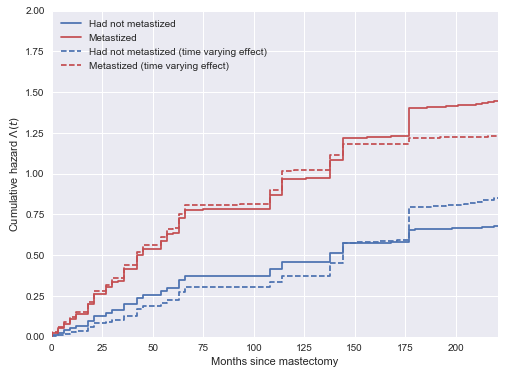 2.00
1.75
1.50
1.25
1.00
0.75
0.50
0.25
0.00
Cumulative hazard Λ(t)
Had not metastized
Metastized
Had not metastized (time varying effect)
Metastized (time varying effect)
0 25 50 75 100 125 150 175 200
Months since mastectomy